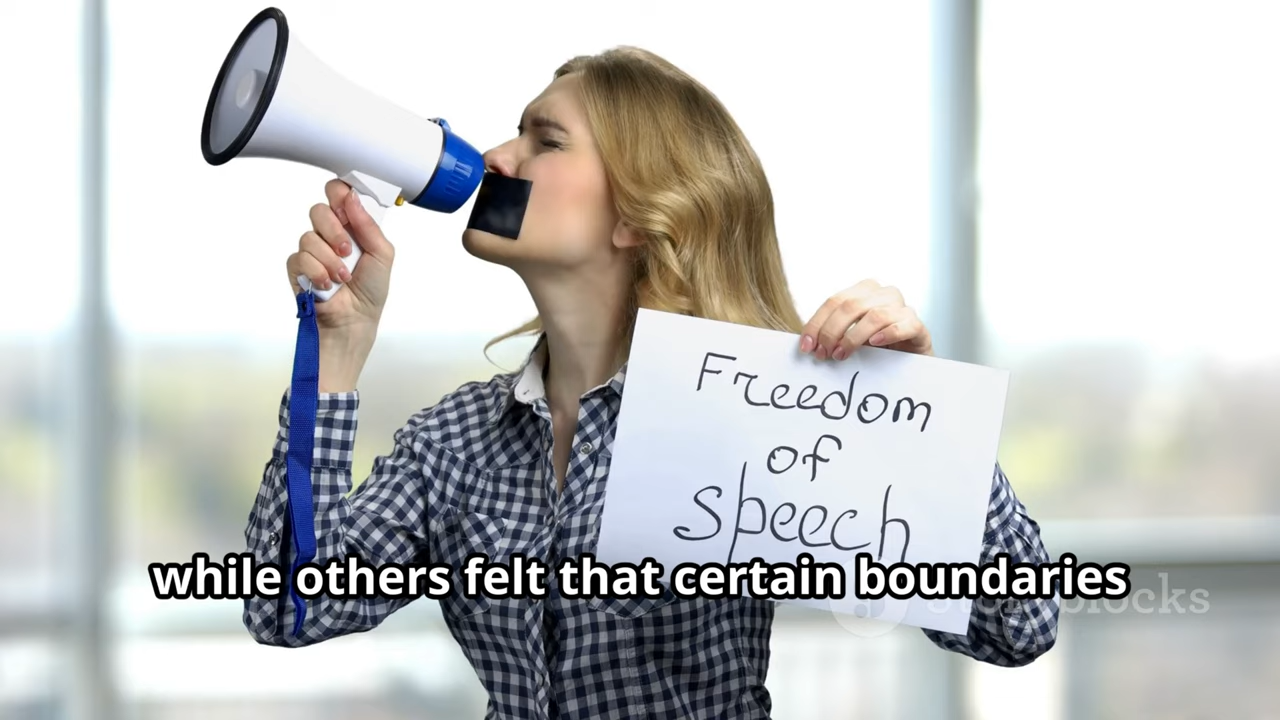 Freedom
of
speech
while others felt that certain boundaries